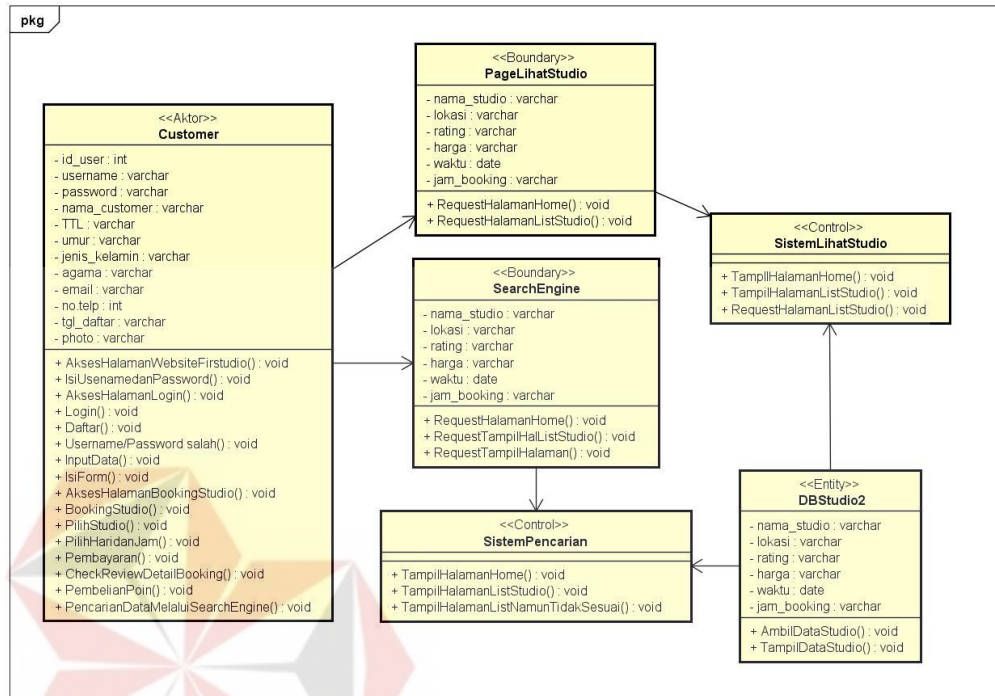 pkg
<<Aktor>>
Customer
- id_user : int
- username : varchar
- password : varchar
- nama_customer : varchar
- TTL : varchar
- umur : varchar
- jenis_kelamin : varchar
- agama : varchar
- email : varchar
- no.telp : int
- tgl_daftar : varchar
- photo : varchar
+ AksesHalamanWebsiteFirstudio() : void
+ IsiUsenamedanPassword() : void
+ AksesHalamanLogin() : void
+ Login() : void
+ Daftar() : void
+ Username/Password salah() : void
+ InputData() : void
+ IsiForm() : void
+ AksesHalamanBookingStudio() : void
+ BookingStudio() : void
+ PilihStudio() : void
+ PilihHaridanJam() : void
+ Pembayaran() : void
+ CheckReviewDetailBooking() : void
+ PembelianPoin() : void
+ PencarianDataMelaluiSearchEngine() : void
<<Boundary>>
PageLihatStudio
- nama_studio : varchar
- lokasi : varchar
- rating : varchar
- harga : varchar
- waktu : date
- jam_booking : varchar
+ RequestHalamanHome() : void
+ RequestHalamanListStudio() : void
<<Boundary>>
SearchEngine
- nama_studio : varchar
- lokasi : varchar
- rating : varchar
- harga : varchar
- waktu : date
- jam_booking : varchar
+ RequestHalamanHome() : void
+ RequestTampilHalListStudio() : void
+ RequestTampilHalaman() : void
<<Control>>
SistemLihatStudio
+ TampilHalamanHome() : void
+ TampilHalamanListStudio() : void
+ RequestHalamanListStudio() : void
<<Control>>
SistemPencarian
+ TampilHalamanHome() : void
+ TampilHalamanListStudio() : void
+ TampilHalamanListNamunTidakSesuai() : void
<<Entity>>
DBStudio2
- nama_studio : varchar
- lokasi : varchar
- rating : varchar
- harga : varchar
- waktu : date
- jam_booking : varchar
+ AmbilDataStudio() : void
+ TampilDataStudio() : void